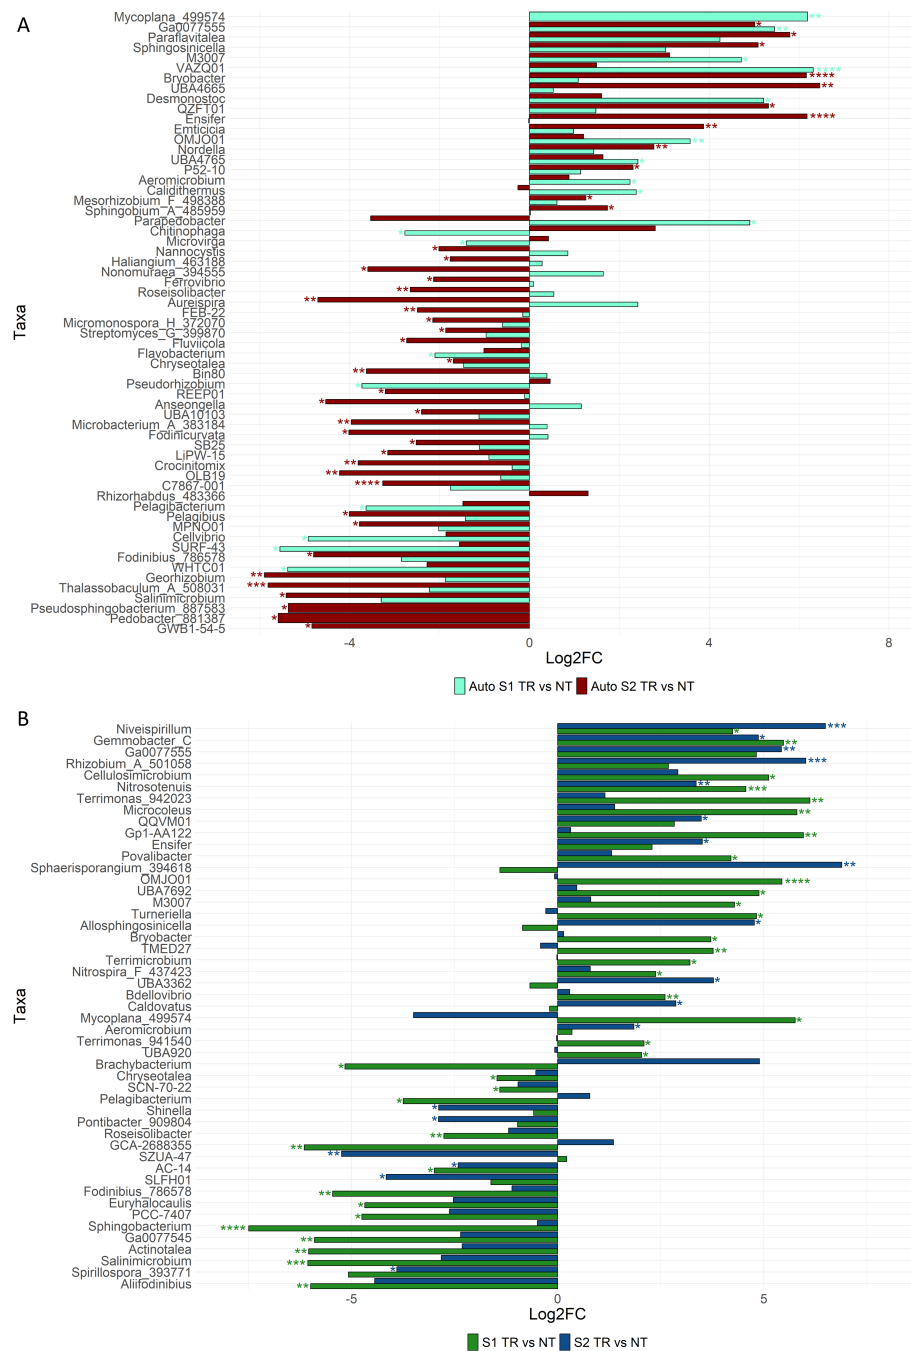 A
Mycoplana_499574
Ga0077555
Paraflavitalea
Sphingosinicella
M3007
VAZQ01
Bryobacter
UBA4665
Desmonostoc
QZFT01
Ensifer
Emticicia
OMJO01
Nordella
UBA4765
P52-10
Aeromicrobium
Calidithermus
Mesorhizobium_F_498388
Sphingobium_A_485959
Parapedobacter
Chitinophaga
Microvirga
Nannocystis
Haliangium_463188
Nonomuraea_394555
Ferrovibrio
Roseisolibacter
Aureispira
FEB-22
Micromonospora_H_372070
Streptomyces_G_399870
Fluviicola
Flavobacterium
Chryseotalea
Bin80
Pseudorhizobium
REEP01
Anseongella
UBA10103
Microbacterium_A_383184
Fodinicurvata
SB25
LiPW-15
Crocinitomix
OLB19
C7867-001
Rhizorhabdus_483366
Pelagibacterium
Pelagibius
MPNO01
Cellvibrio
SURF-43
Fodinibius_786578
WHTC01
Georhizobium
Thalassobaculum_A_508031
Salinimicrobium
Pseudosphingobacterium_887583
Pedobacter_881387
GWB1-54-5
Taxa
-4 0 4 8
Log2FC
Auto S1 TR vs NT Auto S2 TR vs NT
B
Niveispirillum
Gemmobacter_C
Ga0077555
Rhizobium_A_501058
Cellulosimicrobium
Nitrosotenuis
Terrimonas_942023
Microcoleus
QQVM01
Gp1-AA122
Ensifer
Povalibacter
Sphaerisporangium_394618
OMJO01
UBA7692
M3007
Turneriella
Allosphingosinicella
Bryobacter
TMED27
Terrimicrobium
Nitrospira_F_437423
UBA3362
Bdellovibrio
Caldovatus
Mycoplana_499574
Aeromicrobium
Terrimonas_941540
UBA920
Brachybacterium
Chryseotalea
SCN-70-22
Pelagibacterium
Shinella
Pontibacter_909804
Roseisolibacter
GCA-2688355
SZUA-47
AC-14
SLFH01
Fodinibius_786578
Euryhalocaulis
PCC-7407
Sphingobacterium
Ga0077545
Actinotalea
Salinimicrobium
Spirillospora_393771
Aliifodinibius
Taxa
-5 0 5
Log2FC
S1 TR vs NT S2 TR vs NT